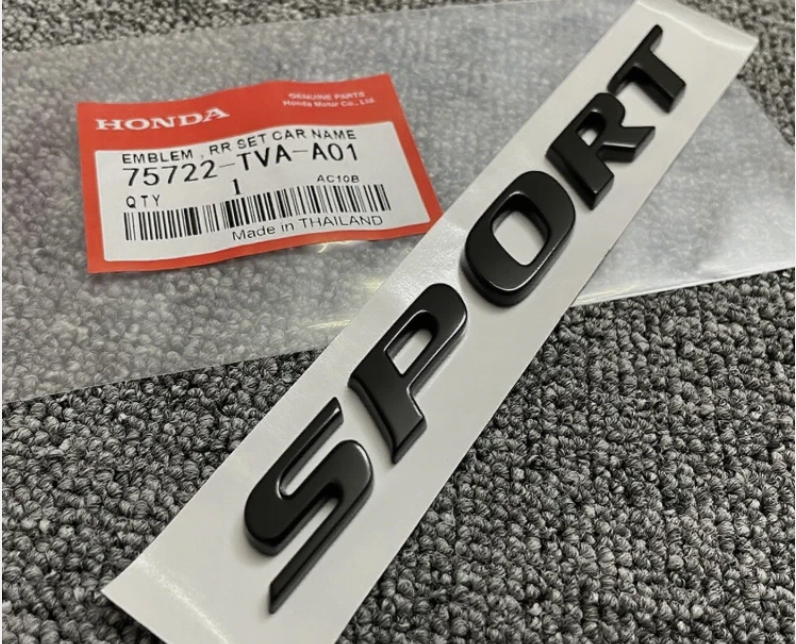 HONDA
GENUINE PARTS
Honda Motor Co., Ltd.
EMBLEM , RR SET CAR NAME
75722-TVA-A01
QTY 1 AC10B
Made in THAILAND
SPORT